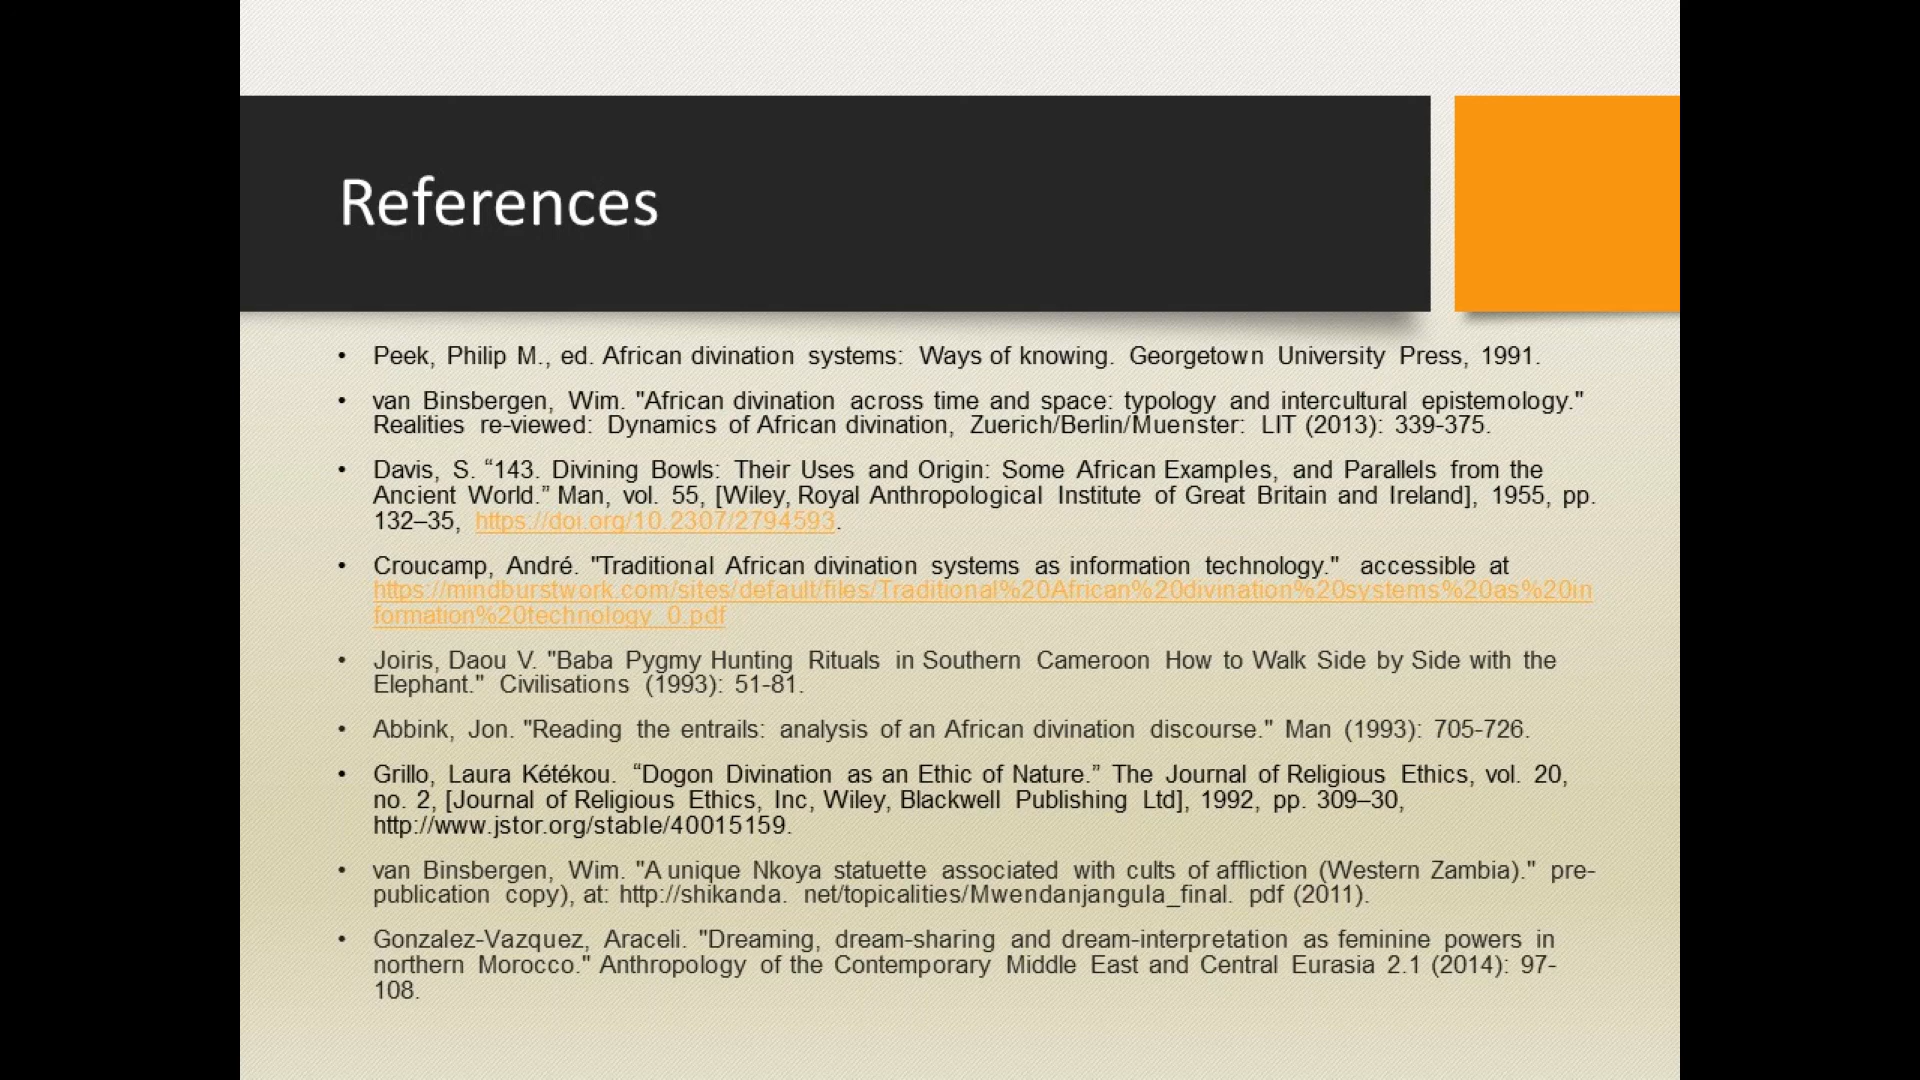 References
• Peek, Philip M., ed. African divination systems: Ways of knowing. Georgetown University Press, 1991.
• van Binsbergen, Wim. "African divination across time and space: typology and intercultural epistemology."
Realities re-viewed: Dynamics of African divination, Zuerich/Berlin/Muenster: LIT (2013): 339-375.
• Davis, S. “143. Divining Bowls: Their Uses and Origin: Some African Examples, and Parallels from the
Ancient World.” Man, vol. 55, [Wiley, Royal Anthropological Institute of Great Britain and Ireland], 1955, pp.
132–35, https://doi.org/10.2307/2794593.
• Croucamp, André. "Traditional African divination systems as information technology." accessible at
https://mindburstwork.com/sites/default/files/Traditional%20African%20divination%20systems%20as%20in
formation%20technology_0.pdf
• Joiris, Daou V. "Baba Pygmy Hunting Rituals in Southern Cameroon How to Walk Side by Side with the
Elephant." Civilisations (1993): 51-81.
• Abbink, Jon. "Reading the entrails: analysis of an African divination discourse." Man (1993): 705-726.
• Grillo, Laura Kétékou. “Dogon Divination as an Ethic of Nature.” The Journal of Religious Ethics, vol. 20,
no. 2, [Journal of Religious Ethics, Inc, Wiley, Blackwell Publishing Ltd], 1992, pp. 309–30,
http://www.jstor.org/stable/40015159.
• van Binsbergen, Wim. "A unique Nkoya statuette associated with cults of affliction (Western Zambia)." pre-
publication copy), at: http://shikanda. net/topicalities/Mwendanjangula_final. pdf (2011).
• Gonzalez-Vazquez, Araceli. "Dreaming, dream-sharing and dream-interpretation as feminine powers in
northern Morocco." Anthropology of the Contemporary Middle East and Central Eurasia 2.1 (2014): 97-
108.